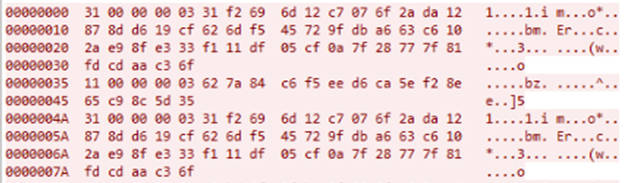 00000000 31 00 00 00 03 31 f2 69 6d 12 c7 07 6f 2a da 12 1....1.i m...o*..
00000010 87 8d d6 19 cf 62 6d f5 45 72 9f db a6 63 c6 10 .....bm. Er...c..
00000020 2a e9 8f e3 33 f1 11 df 05 cf 0a 7f 28 77 7f 81 *...3... ....(w..
00000030 fd cd aa c3 6f ....o
00000035 11 00 00 00 03 62 7a 84 c6 f5 ee d6 ca 5e f2 8e .....bz. .....^..
00000045 65 c9 8c 5d 35 e..]5
0000004A 31 00 00 00 03 31 f2 69 6d 12 c7 07 6f 2a da 12 1....1.i m...o*..
0000005A 87 8d d6 19 cf 62 6d f5 45 72 9f db a6 63 c6 10 .....bm. Er...c..
0000006A 2a e9 8f e3 33 f1 11 df 05 cf 0a 7f 28 77 7f 81 *...3... ....(w..
0000007A fd cd aa c3 6f ....o